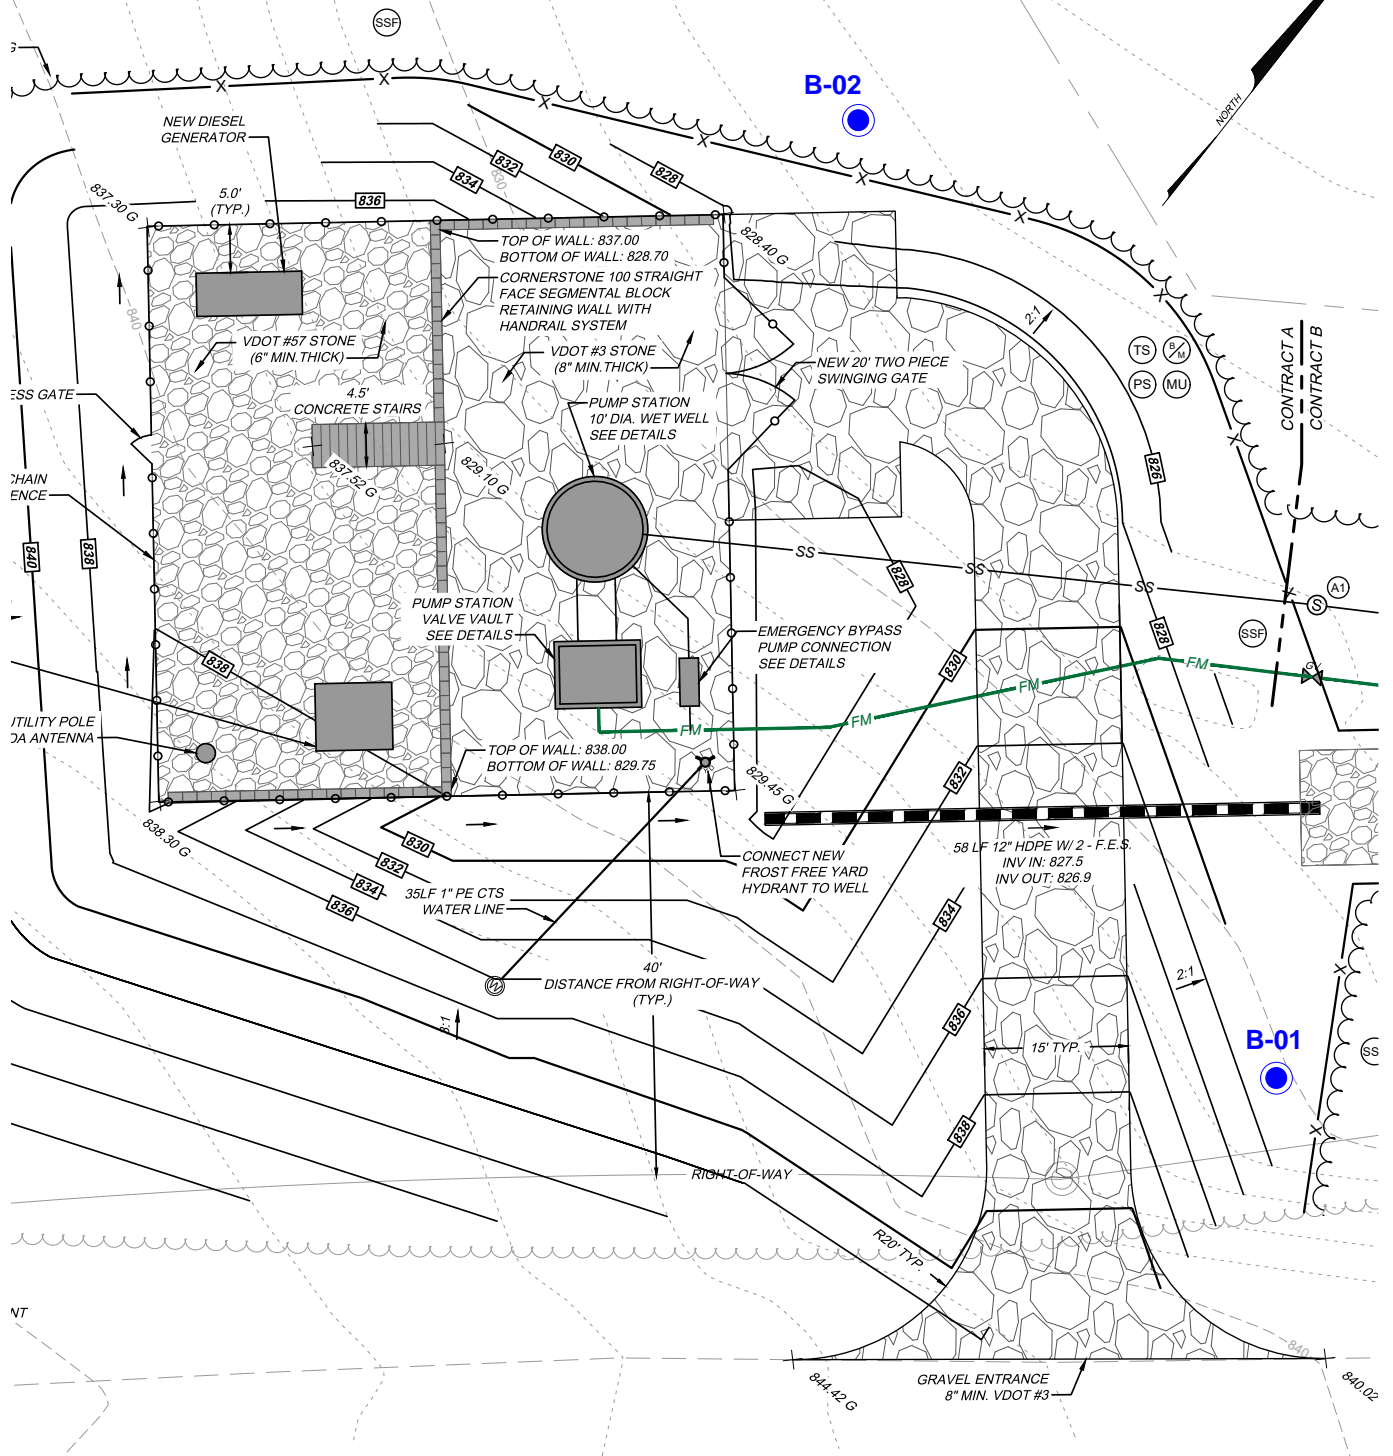 SSF
B-02
NORTH
NEW DIESEL
GENERATOR
837.30 G
5.0'
(TYP.)
836
834
832
830
830
828
828.40 G
840
TOP OF WALL: 837.00
BOTTOM OF WALL: 828.70
CORNERSTONE 100 STRAIGHT
FACE SEGMENTAL BLOCK
RETAINING WALL WITH
HANDRAIL SYSTEM
VDOT #57 STONE
(6" MIN.THICK)
VDOT #3 STONE
(8" MIN.THICK)
NEW 20' TWO PIECE
SWINGING GATE
2:1
TS
B/M
PS
MU
CONTRACT A
CONTRACT B
ESS GATE
4.5'
CONCRETE STAIRS
PUMP STATION
10' DIA. WET WELL
SEE DETAILS
837.52 G
829.10 G
826
CHAIN
ENCE
840
838
SS
SS
SS
828
A1
S
SSF
PUMP STATION
VALVE VAULT
SEE DETAILS
EMERGENCY BYPASS
PUMP CONNECTION
SEE DETAILS
838
830
828
GV
FM
FM
FM
FM
UTILITY POLE
DA ANTENNA
TOP OF WALL: 838.00
BOTTOM OF WALL: 829.75
829.45 G
832
838.30 G
830
832
834
836
CONNECT NEW
FROST FREE YARD
HYDRANT TO WELL
58 LF 12" HDPE W/ 2 - F.E.S.
INV IN: 827.5
INV OUT: 826.9
35LF 1" PE CTS
WATER LINE
834
W
40'
DISTANCE FROM RIGHT-OF-WAY
(TYP.)
2:1
3:1
836
15' TYP.
B-01
SS
838
RIGHT-OF-WAY
R20' TYP.
NT
840
GRAVEL ENTRANCE
8" MIN. VDOT #3
844.42 G
840.02